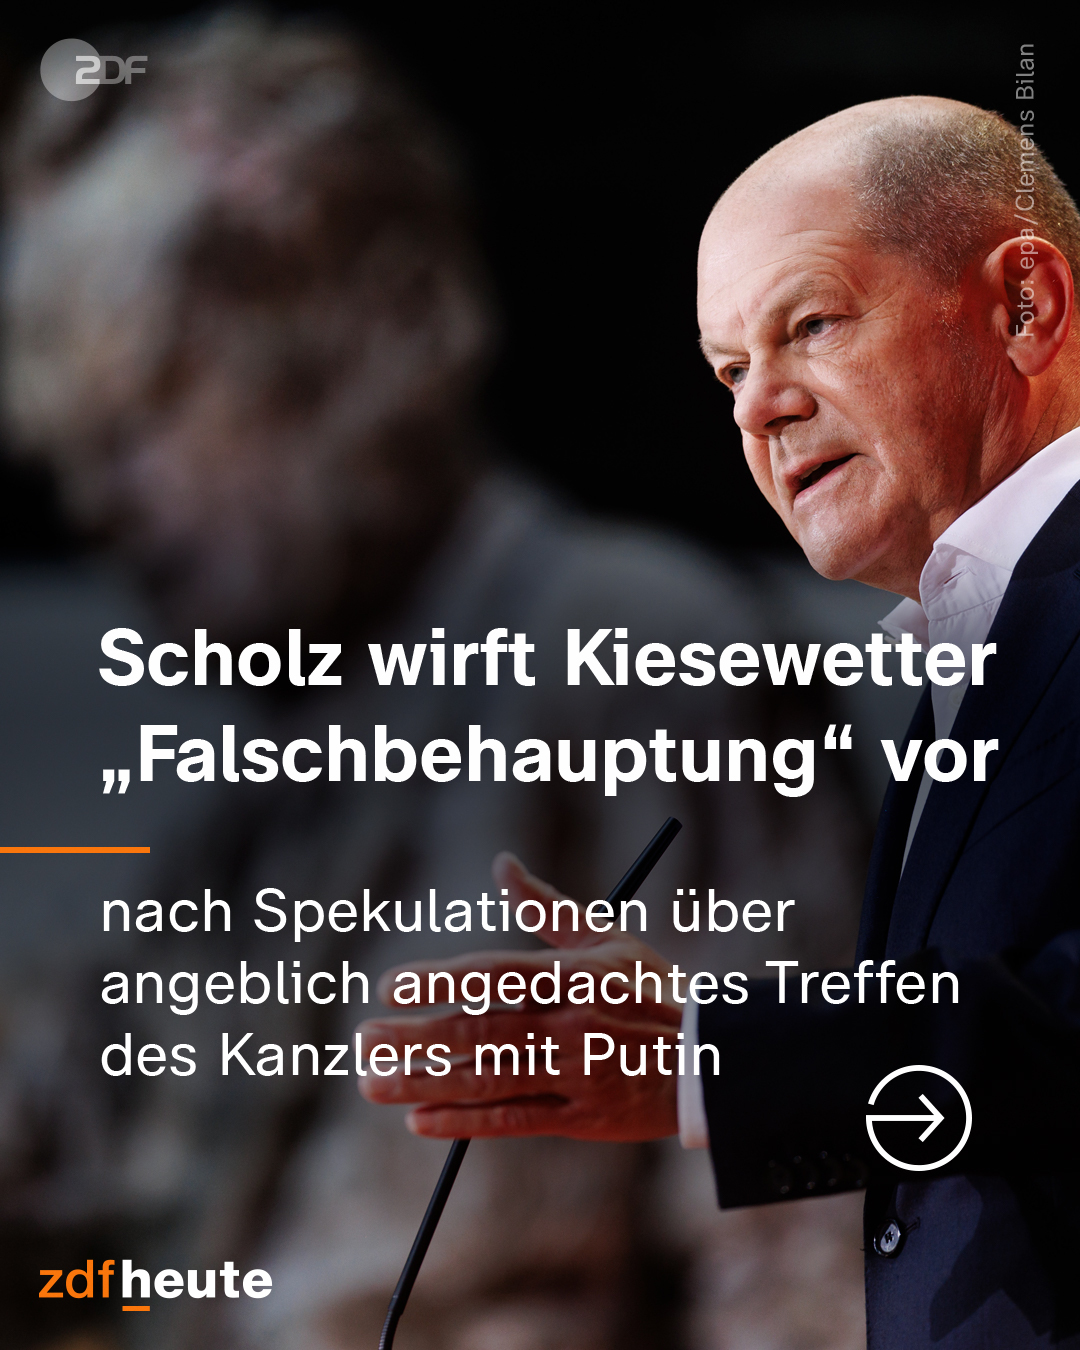 ZDF
Foto: epa/Clemens Bilan
Scholz wirft Kiesewetter
„Falschbehauptung“ vor
nach Spekulationen über
angeblich angedachtes Treffen
des Kanzlers mit Putin
zdfheute